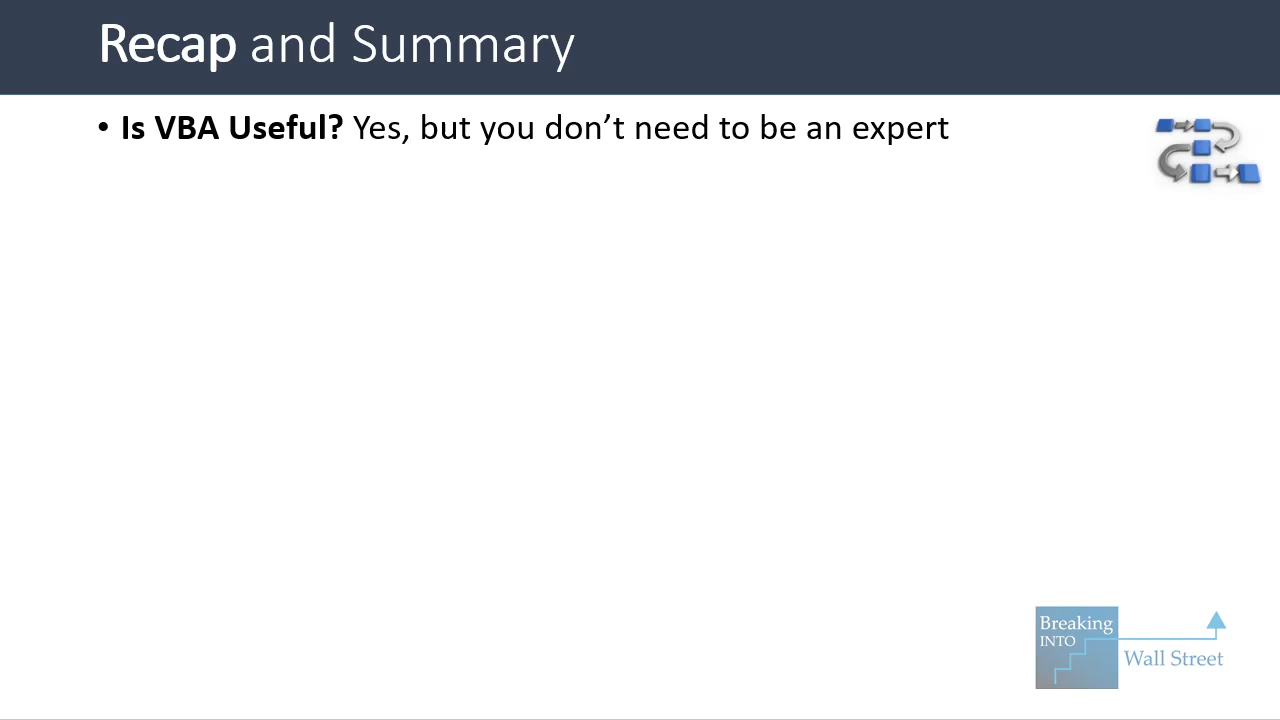 Recap and Summary
• Is VBA Useful? Yes, but you don’t need to be an expert
Breaking
INTO
Wall Street